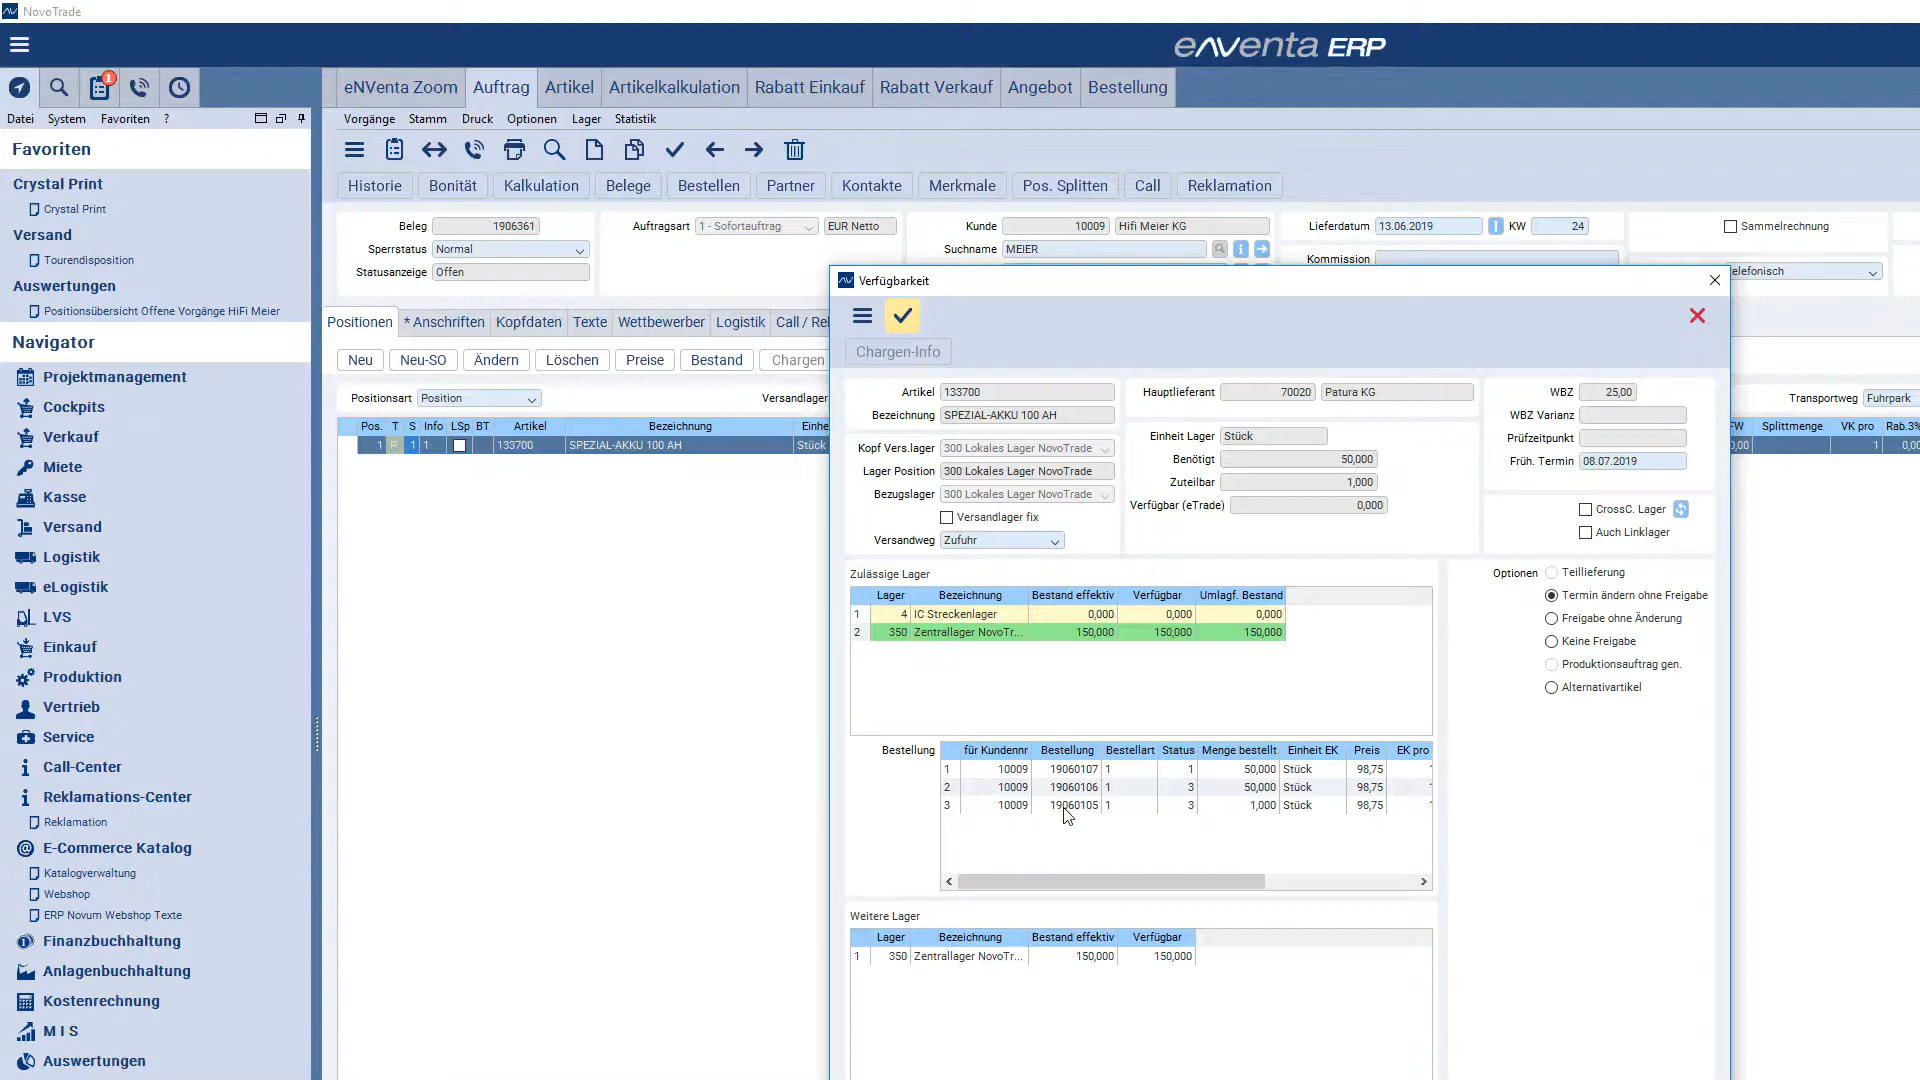 NovoTrade
eNVenta ERP
1
eNVenta Zoom Auftrag Artikel Artikelkalkulation Rabatt Einkauf Rabatt Verkauf Angebot Bestellung
Datei System Favoriten ?
Vorgänge Stamm Druck Optionen Lager Statistik
Favoriten
Crystal Print
Crystal Print
Versand
Tourendisposition
Auswertungen
Positionsübersicht Offene Vorgänge HiFi Meier
Navigator
Projektmanagement
Cockpits
Verkauf
Miete
Kasse
Versand
Logistik
eLogistik
LVS
Einkauf
Produktion
Vertrieb
Service
Call-Center
Reklamations-Center
Reklamation
E-Commerce Katalog
Katalogverwaltung
Webshop
ERP Novum Webshop Texte
Finanzbuchhaltung
Anlagenbuchhaltung
Kostenrechnung
M I S
Auswertungen
Historie Bonität Kalkulation Belege Bestellen Partner Kontakte Merkmale Pos. Splitten Call Reklamation
Beleg 1906361 Auftragsart 1 - Sofortauftrag EUR Netto Kunde 10009 Hifi Meier KG Lieferdatum 13.06.2019 KW 24 Sammelrechnung
Sperrstatus Normal Suchname MEIER Kommission
Statusanzeige Offen elefonisch
Positionen * Anschriften Kopfdaten Texte Wettbewerber Logistik Call / Rel
Neu Neu-SO Ändern Löschen Preise Bestand Chargen
Positionsart Position Versandlager Transportweg Fuhrpark
Pos. T S Info LSp BT Artikel Bezeichnung Einhe FW Splittmenge VK pro Rab.3%
1 P 1 1 133700 SPEZIAL-AKKU 100 AH Stück 0,00 1 0,00
Verfügbarkeit
Chargen-Info
Artikel 133700 Hauptlieferant 70020 Patura KG WBZ 25,00
Bezeichnung SPEZIAL-AKKU 100 AH WBZ Varianz
Einheit Lager Stück Prüfzeitpunkt
Kopf Vers.lager 300 Lokales Lager NovoTrade Benötigt 50,000 Früh. Termin 08.07.2019
Lager Position 300 Lokales Lager NovoTrade Zuteilbar 1,000
Bezugslager 300 Lokales Lager NovoTrade Verfügbar (eTrade) 0,000
Versandlager fix CrossC. Lager
Versandweg Zufuhr Auch Linklager
Zulässige Lager
Lager Bezeichnung Bestand effektiv Verfügbar Umlagf. Bestand
1 4 IC Streckenlager 0,000 0,000 0,000
2 350 Zentrallager NovoTr... 150,000 150,000 150,000
Optionen Teillieferung
Termin ändern ohne Freigabe
Freigabe ohne Änderung
Keine Freigabe
Produktionsauftrag gen.
Alternativartikel
Bestellung für Kundennr Bestellung Bestellart Status Menge bestellt Einheit EK Preis EK pro
1 10009 19060107 1 1 50,000 Stück 98,75
2 10009 19060106 1 3 50,000 Stück 98,75
3 10009 19060105 1 3 1,000 Stück 98,75
Weitere Lager
Lager Bezeichnung Bestand effektiv Verfügbar
1 350 Zentrallager NovoTr... 150,000 150,000